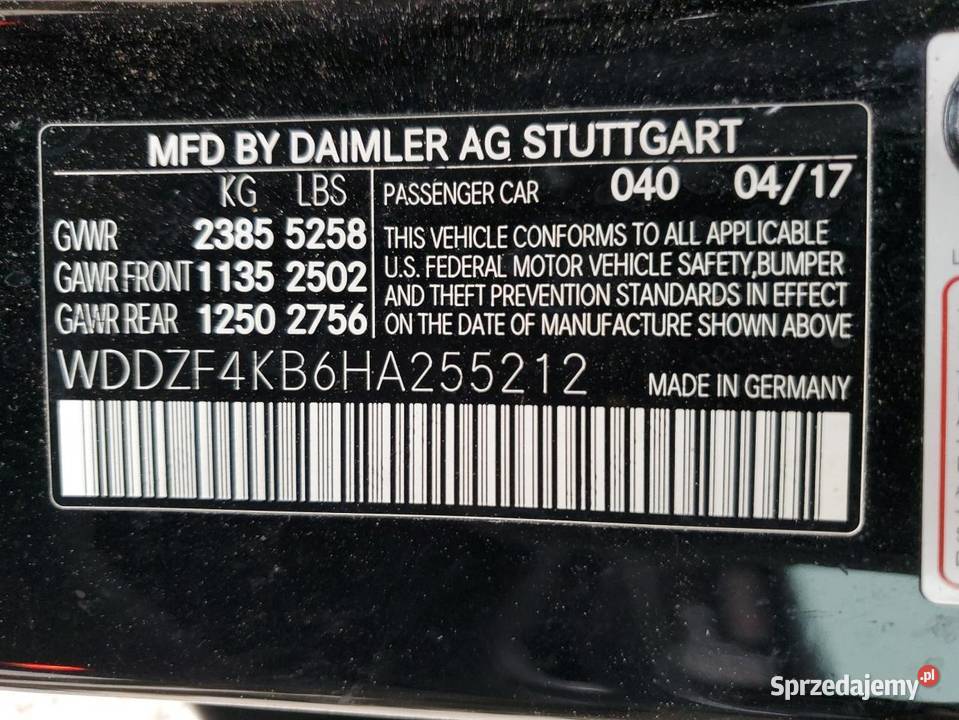 MFD BY DAIMLER AG STUTTGART
KG LBS
GVWR 2385 5258
GAWR FRONT 1135 2502
GAWR REAR 1250 2756
PASSENGER CAR 040 04/17
THIS VEHICLE CONFORMS TO ALL APPLICABLE
U.S. FEDERAL MOTOR VEHICLE SAFETY,BUMPER
AND THEFT PREVENTION STANDARDS IN EFFECT
ON THE DATE OF MANUFACTURE SHOWN ABOVE
WDDZF4KB6HA255212 MADE IN GERMANY
Sprzedajemy.pl